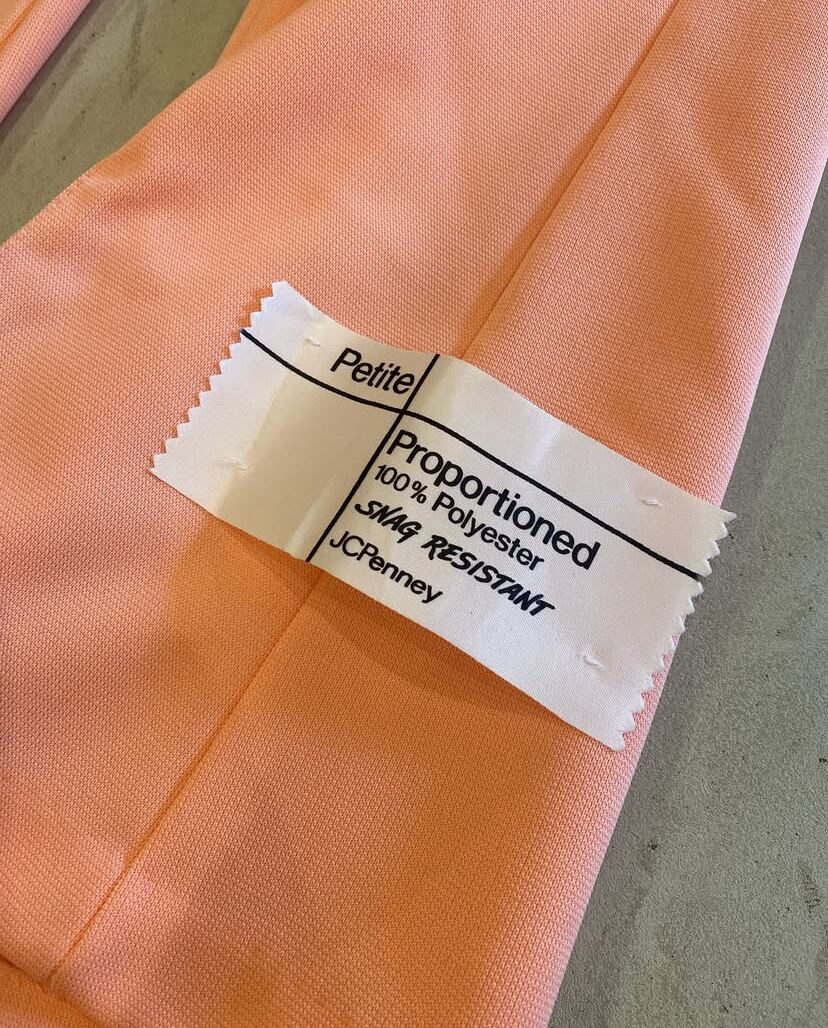 Petite
Proportioned
100% Polyester
SNAG RESISTANT
JCPenney